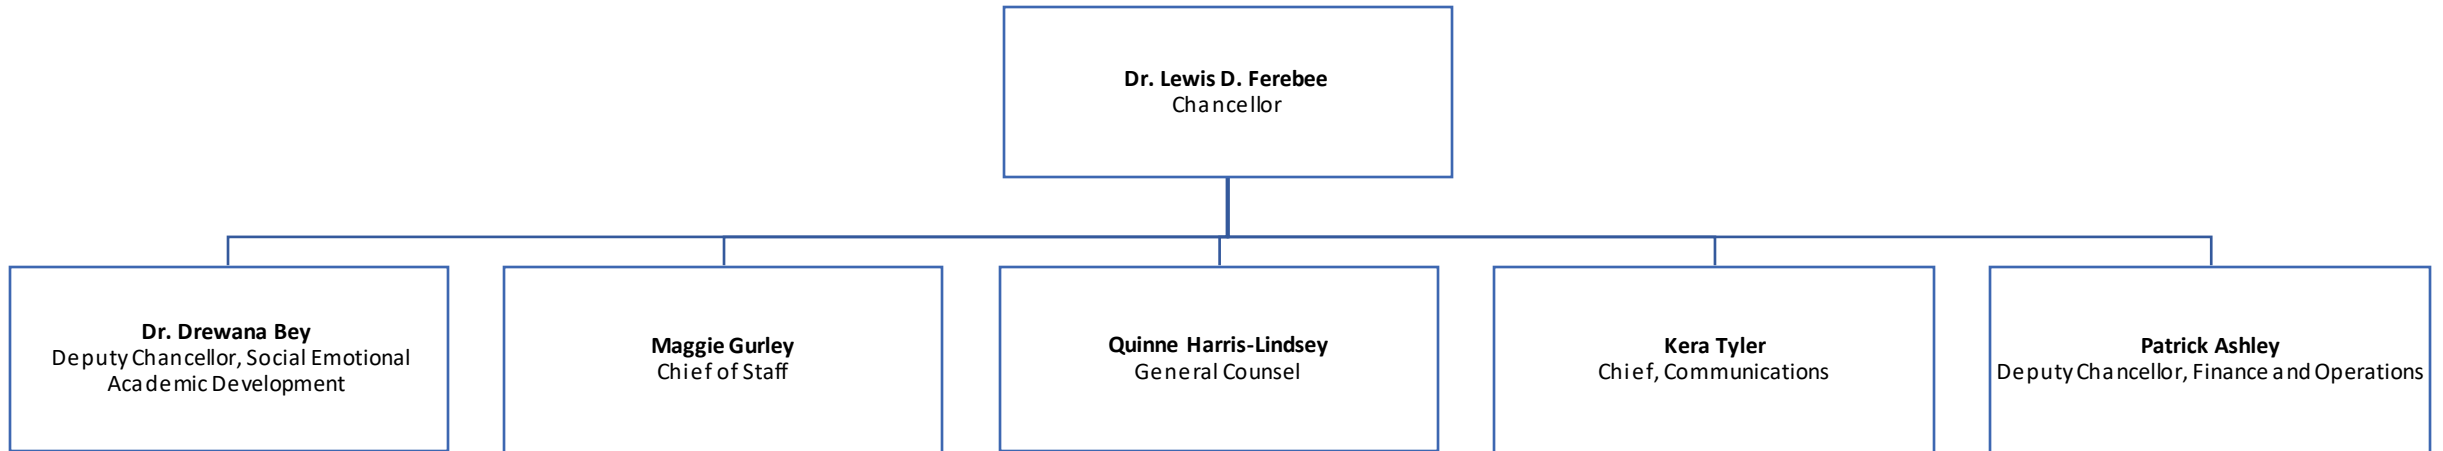 Dr. Lewis D. Ferebee
Chancellor
Dr. Drewana Bey
Deputy Chancellor, Social Emotional
Academic Development
Maggie Gurley
Chief of Staff
Quinne Harris-Lindsey
General Counsel
Kera Tyler
Chief, Communications
Patrick Ashley
Deputy Chancellor, Finance and Operations